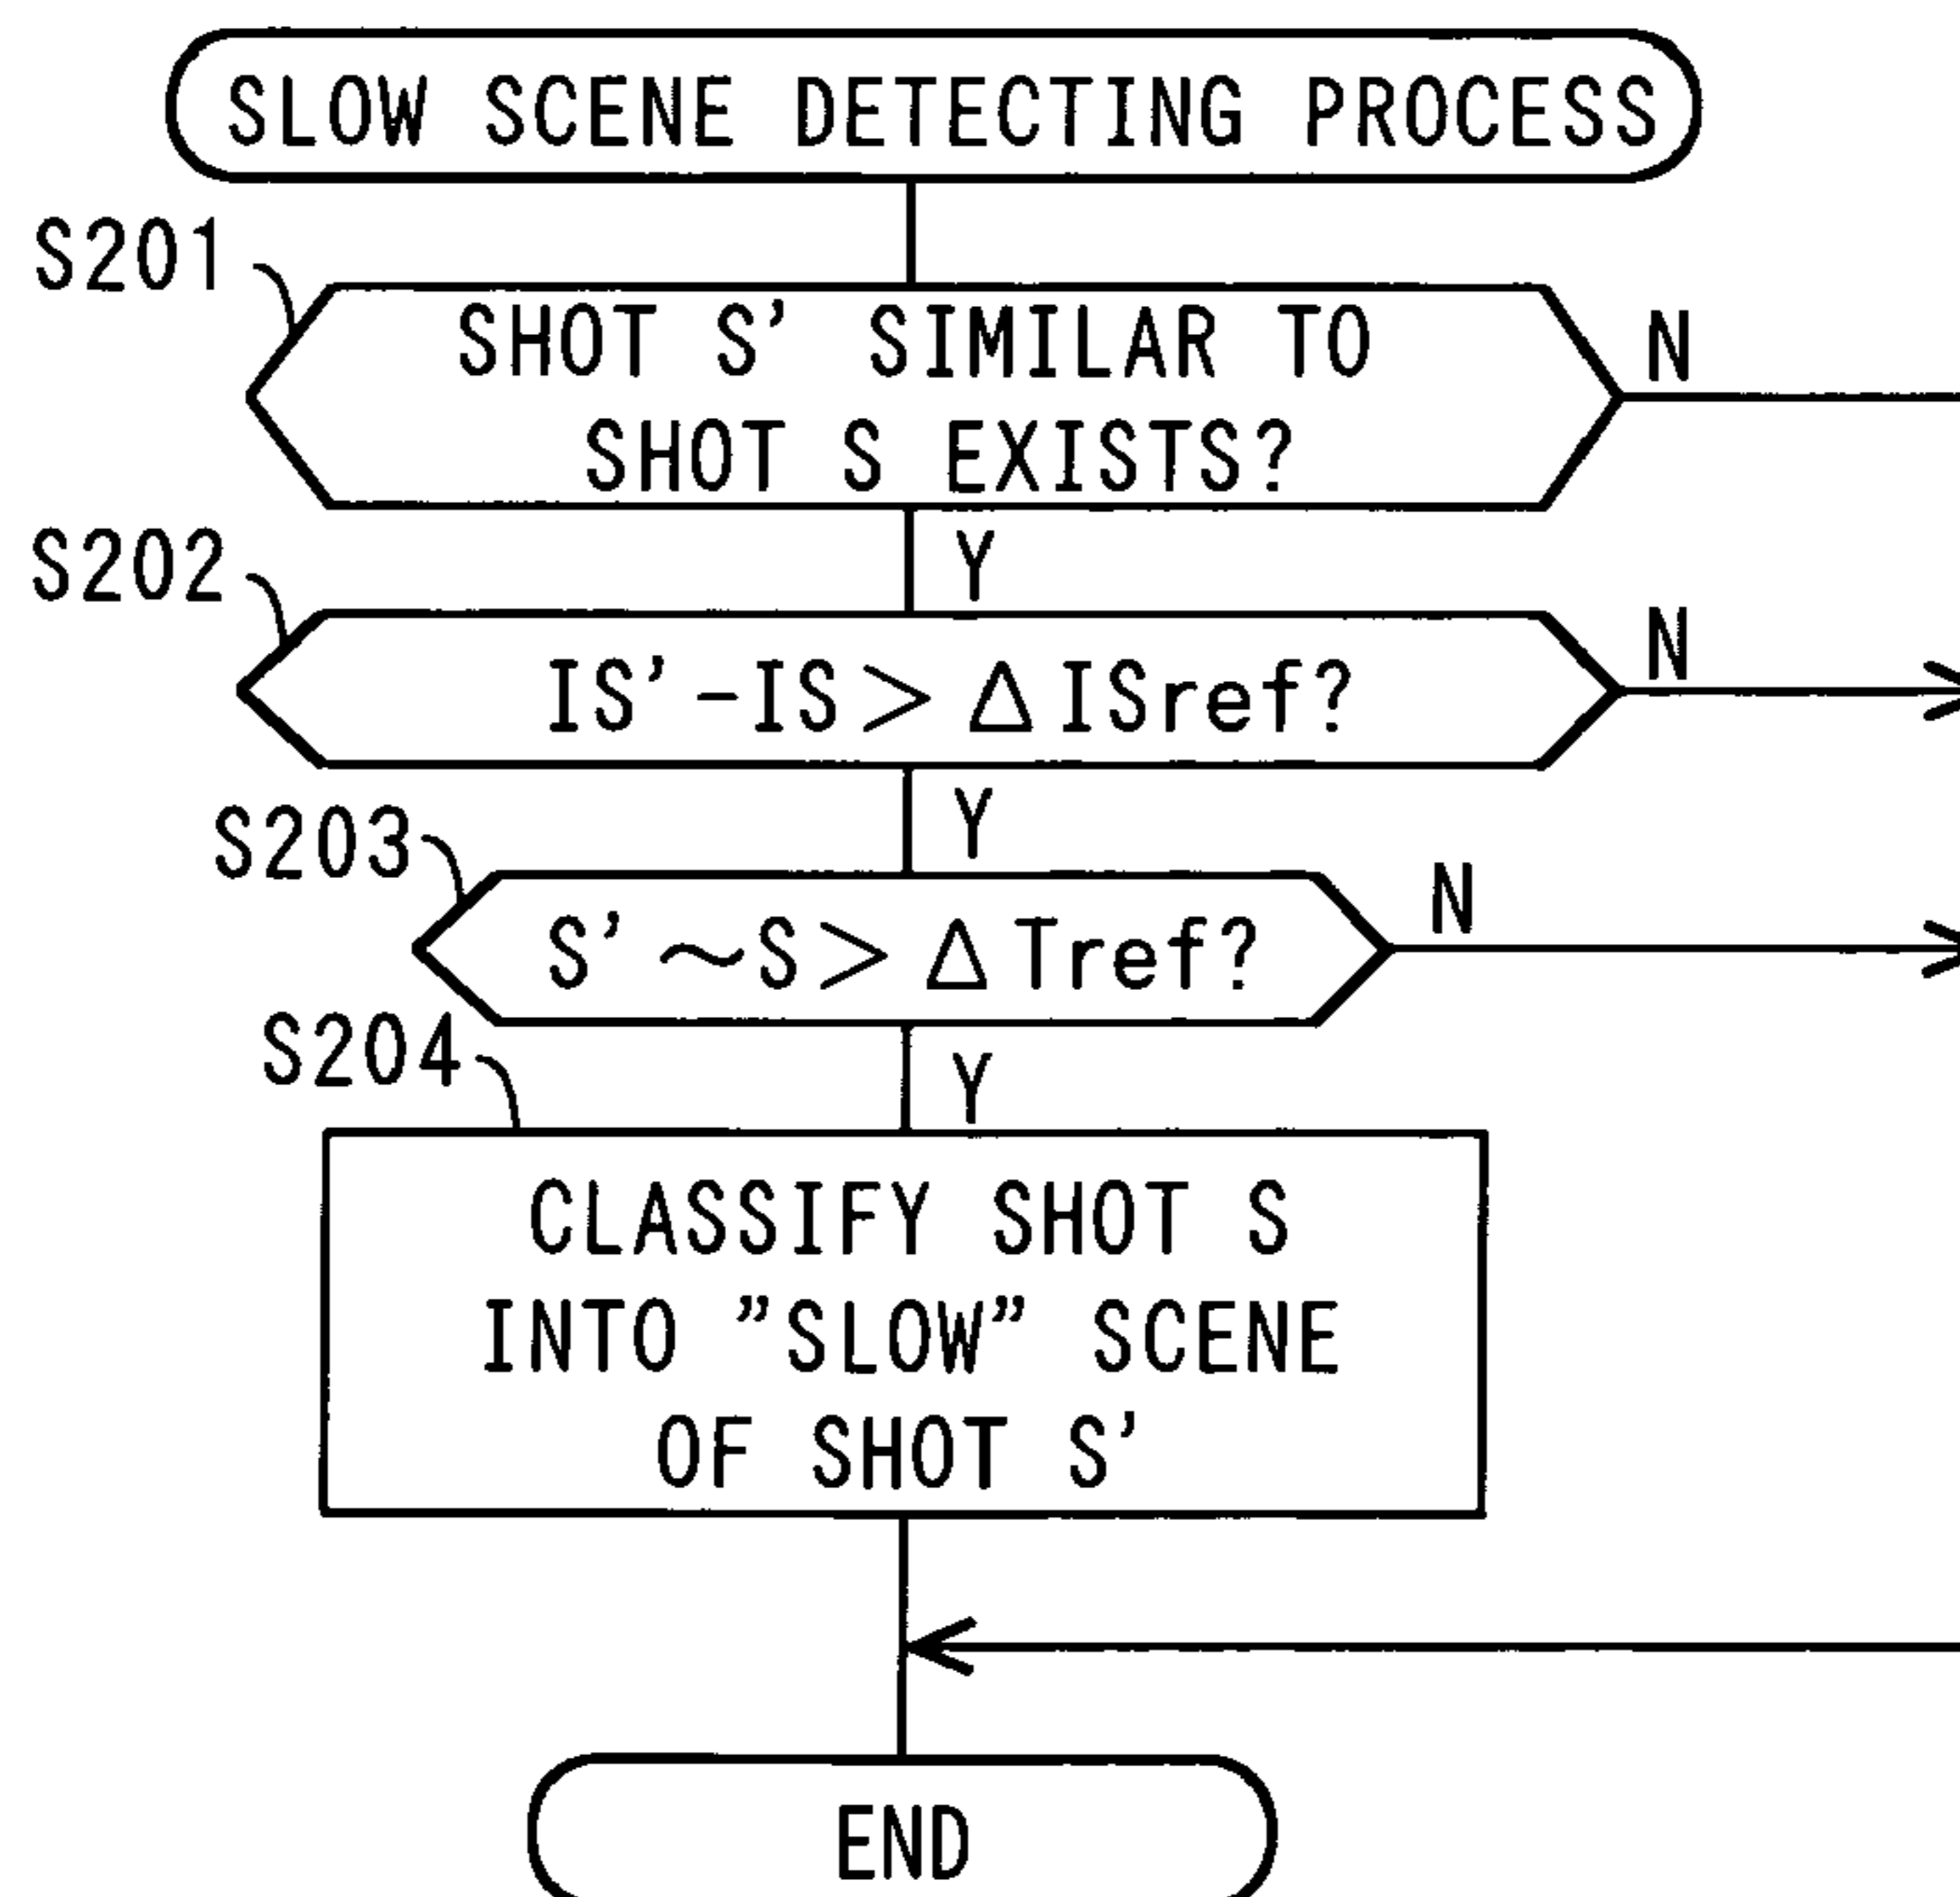 SLOW SCENE DETECTING PROCESS
S201
SHOT S' SIMILAR TO
SHOT S EXISTS?
N
Y
S202
IS'-IS>ΔISref?
N
Y
S203
S'~S>ΔTref?
N
Y
S204
CLASSIFY SHOT S
INTO ”SLOW” SCENE
OF SHOT S'
END